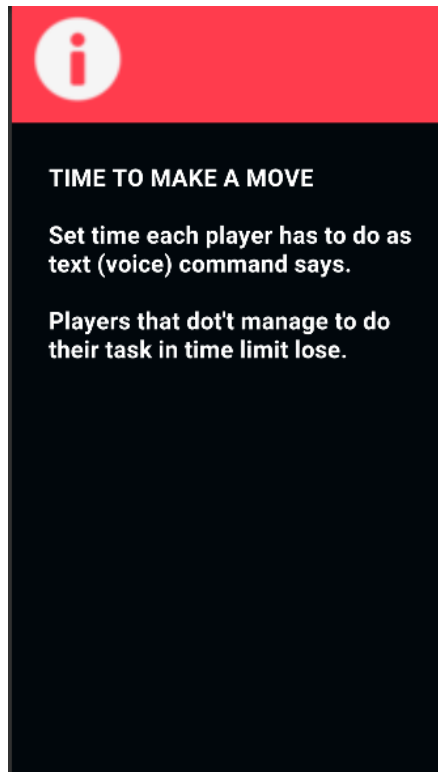 TIME TO MAKE A MOVE
Set time each player has to do as
text (voice) command says.
Players that dot't manage to do
their task in time limit lose.